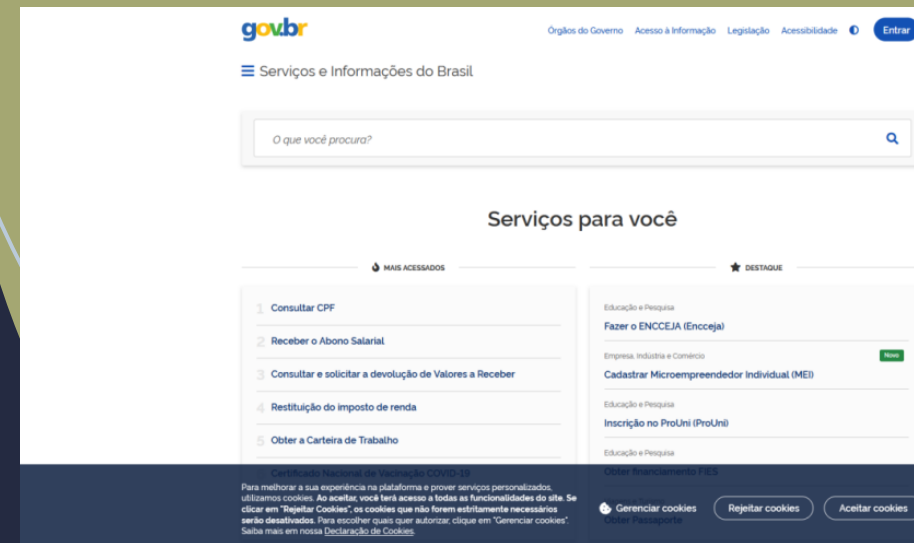 gov.br
Órgãos do Governo Acesso à Informação Legislação Acessibilidade Entrar
Serviços e Informações do Brasil
O que você procura?
Serviços para você
MAIS ACESSADOS
1 Consultar CPF
2 Receber o Abono Salarial
3 Consultar e solicitar a devolução de Valores a Receber
4 Restituição do imposto de renda
5 Obter a Carteira de Trabalho
Certificado Nacional de Vacinação COVID-19
DESTAQUE
Educação e Pesquisa
Fazer o ENCCEJA (Encceja)
Empresa, Indústria e Comércio
Novo
Cadastrar Microempreendedor Individual (MEI)
Educação e Pesquisa
Inscrição no ProUni (ProUni)
Educação e Pesquisa
Obter financiamento FIES
Obter Passaporte
Para melhorar a sua experiência na plataforma e prover serviços personalizados,
utilizamos cookies. Ao aceitar, você terá acesso a todas as funcionalidades do site. Se
clicar em "Rejeitar Cookies", os cookies que não forem estritamente necessários
serão desativados. Para escolher quais quer autorizar, clique em "Gerenciar cookies".
Saiba mais em nossa Declaração de Cookies.
Gerenciar cookies
Rejeitar cookies
Aceitar cookies